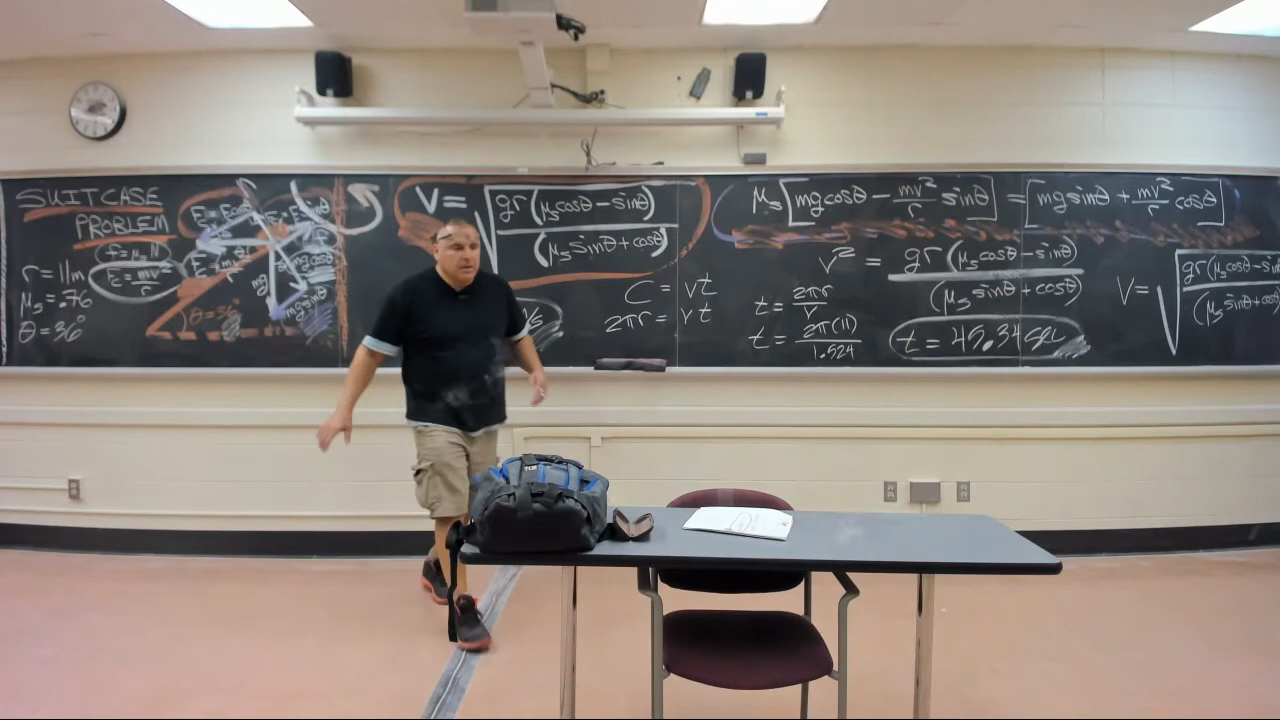 SUITCASE
PROBLEM
f = μₛN
F_c = mv²/r
r = 11m
μₛ = .76
θ = 36°
θ = 36°
mg
mgcosθ
mgsinθ
V = √(gr(μₛcosθ - sinθ) / (μₛsinθ + cosθ))
C = vt
2πr = vt
t = 2πr/v
t = 2π(11)/1.524
μₛ[mgcosθ - mv²/r sinθ] = [mgsinθ + mv²/r cosθ]
v² = gr(μₛcosθ - sinθ) / (μₛsinθ + cosθ)
t = 45.34 sec
V = √(gr(μₛcosθ - sinθ) / (μₛsinθ + cosθ))